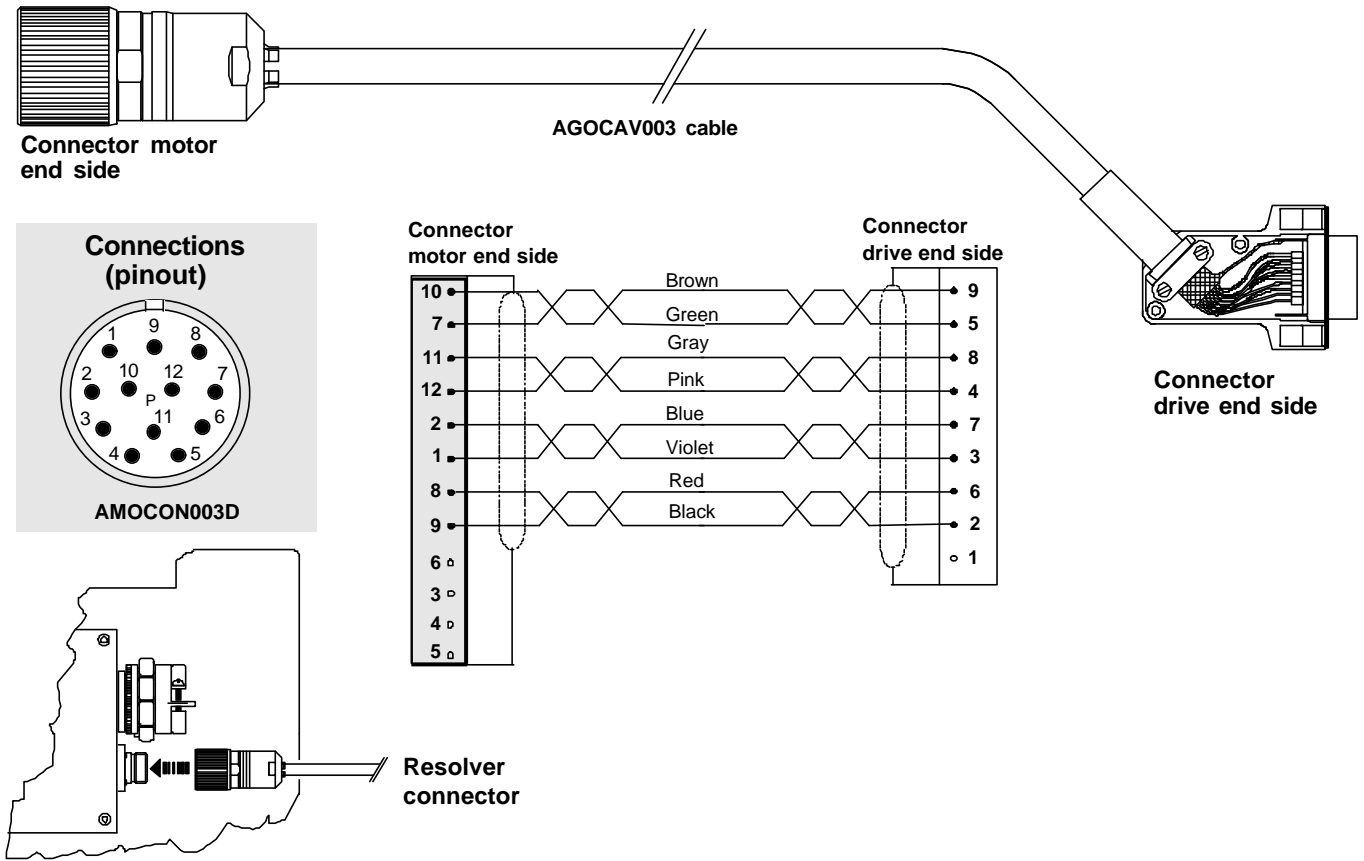 Connector motor
end side
AGOCAV003 cable
Connections
(pinout)
1
9
8
2
10
12
7
P
3
11
6
4
5
AMOCON003D
Connector
motor end side
Connector
drive end side
10
Brown
9
7
Green
5
11
Gray
8
12
Pink
4
2
Blue
7
1
Violet
3
8
Red
6
9
Black
2
6
1
3
4
5
Connector
drive end side
Resolver
connector